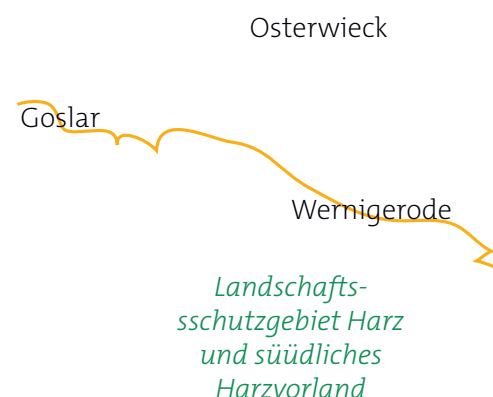 Osterwieck
Goslar
Wernigerode
Landschafts-
sschutzgebiet Harz
und süüdliches
Harzvorland